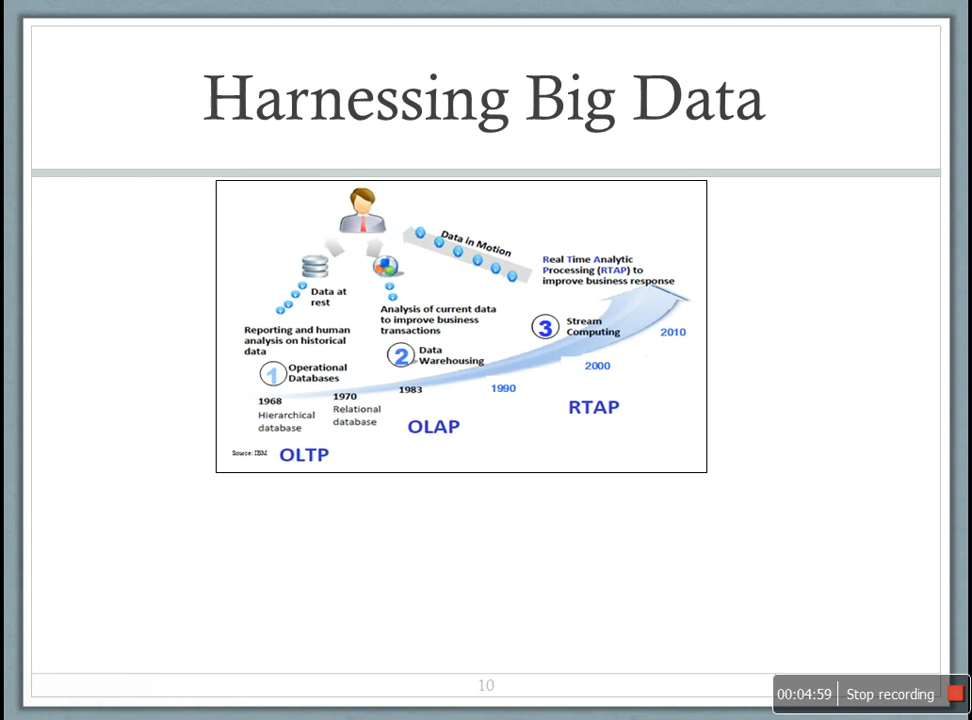 Harnessing Big Data
Data in Motion
Real Time Analytic
Processing (RTAP) to
improve business response
Data at
rest
Analysis of current data
to improve business
transactions
Stream
Computing
3
Reporting and human
analysis on historical
data
2
Data
Warehousing
1
Operational
Databases
2010
2000
1990
1983
1970
1968
Relational
database
Hierarchical
database
RTAP
OLAP
OLTP
Source: IBM
10
00:04:59
Stop recording